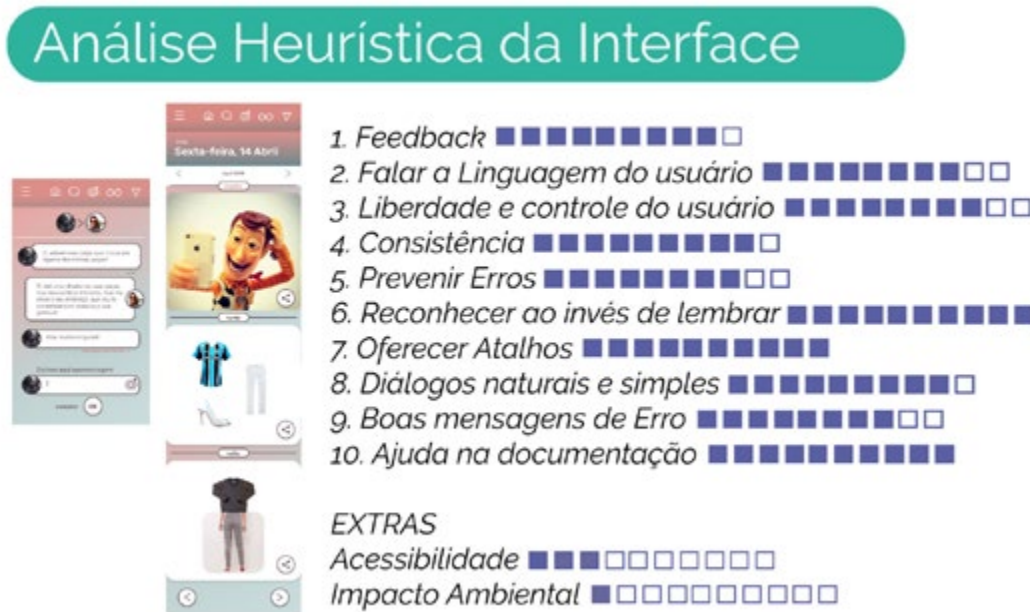 Análise Heurística da Interface
Sexta-feira, 14 Abril
1. Feedback
2. Falar a Linguagem do usuário
3. Liberdade e controle do usuário
4. Consistência
5. Prevenir Erros
6. Reconhecer ao invés de lembrar
7. Oferecer Atalhos
8. Diálogos naturais e simples
9. Boas mensagens de Erro
10. Ajuda na documentação
EXTRAS
Acessibilidade
Impacto Ambiental